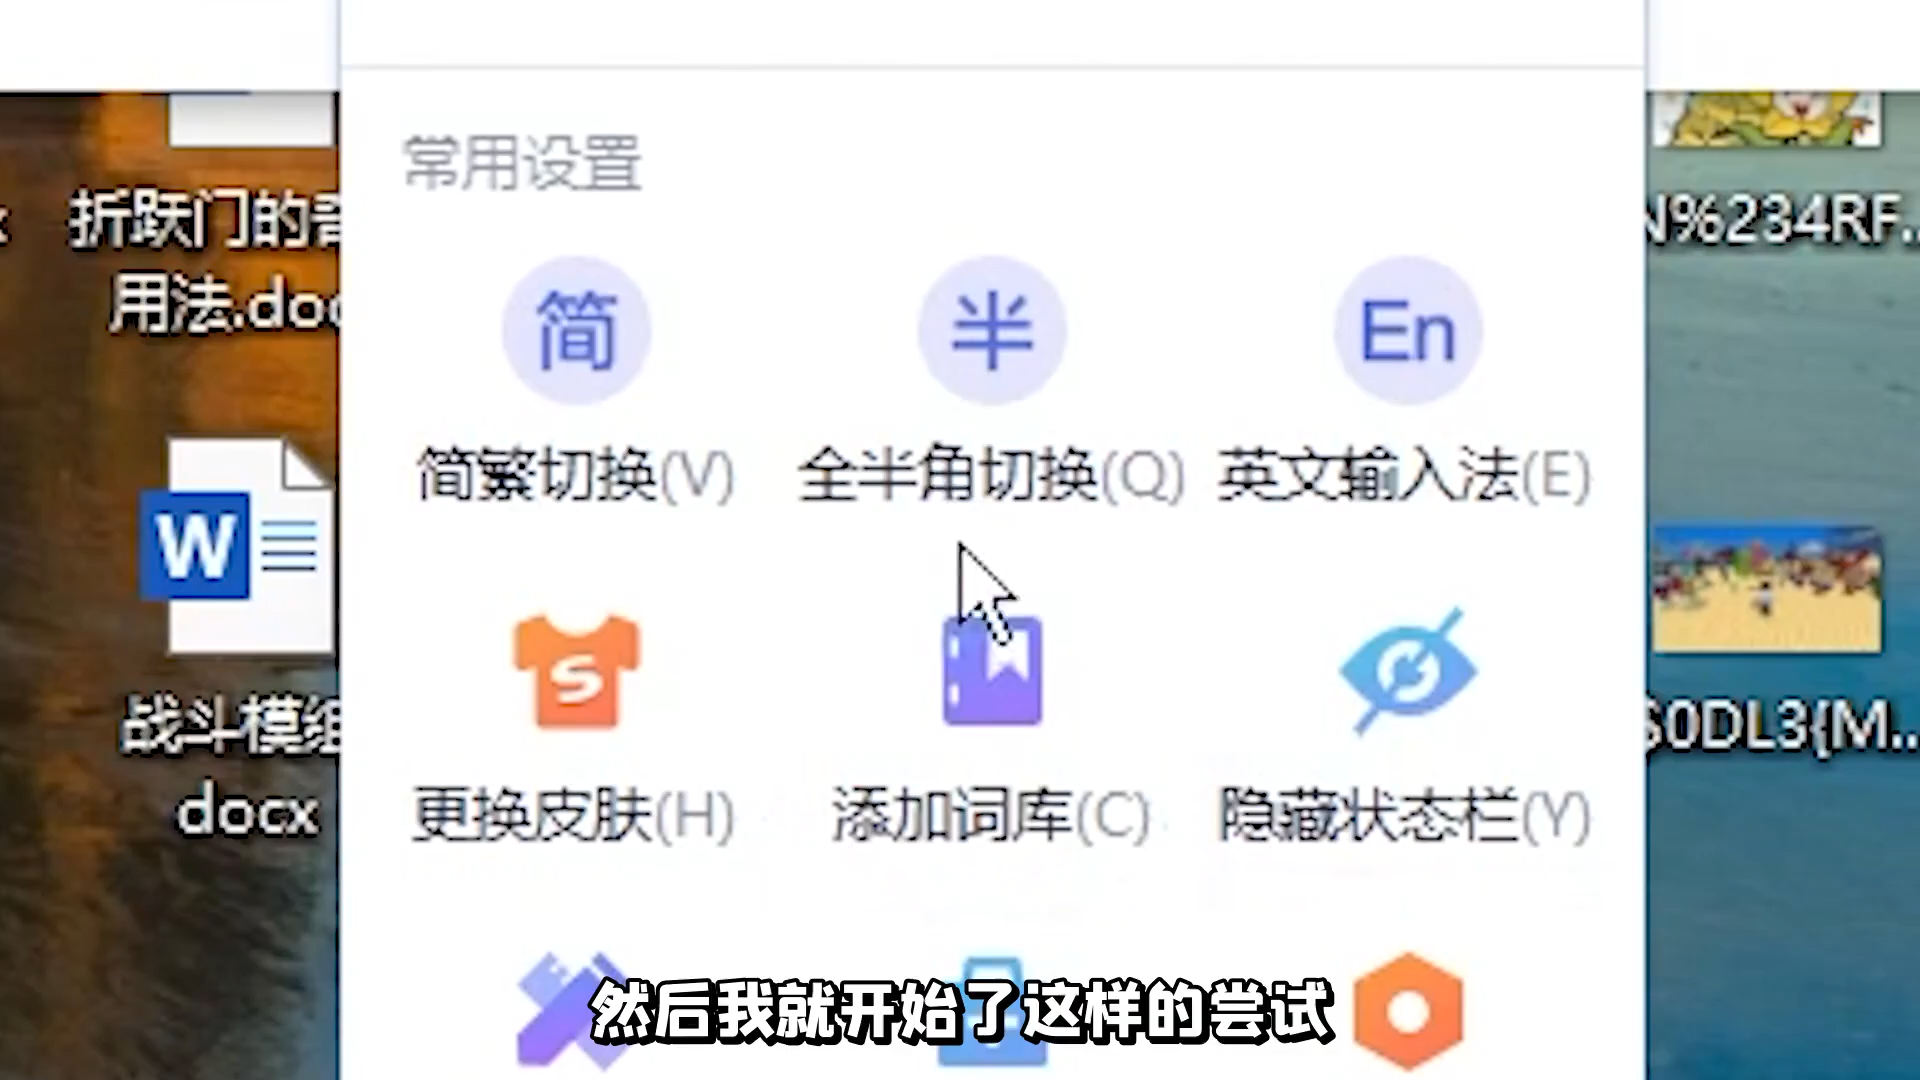 常用设置
折跃门的
用法.doc
N%234RF...
简
半
En
简繁切换(V)
全半角切换(Q)
英文输入法(E)
W
S
战斗模组
docx
0DL3{M...
更换皮肤(H)
添加词库(C)
隐藏状态栏(Y)
然后我就开始了这样的尝试